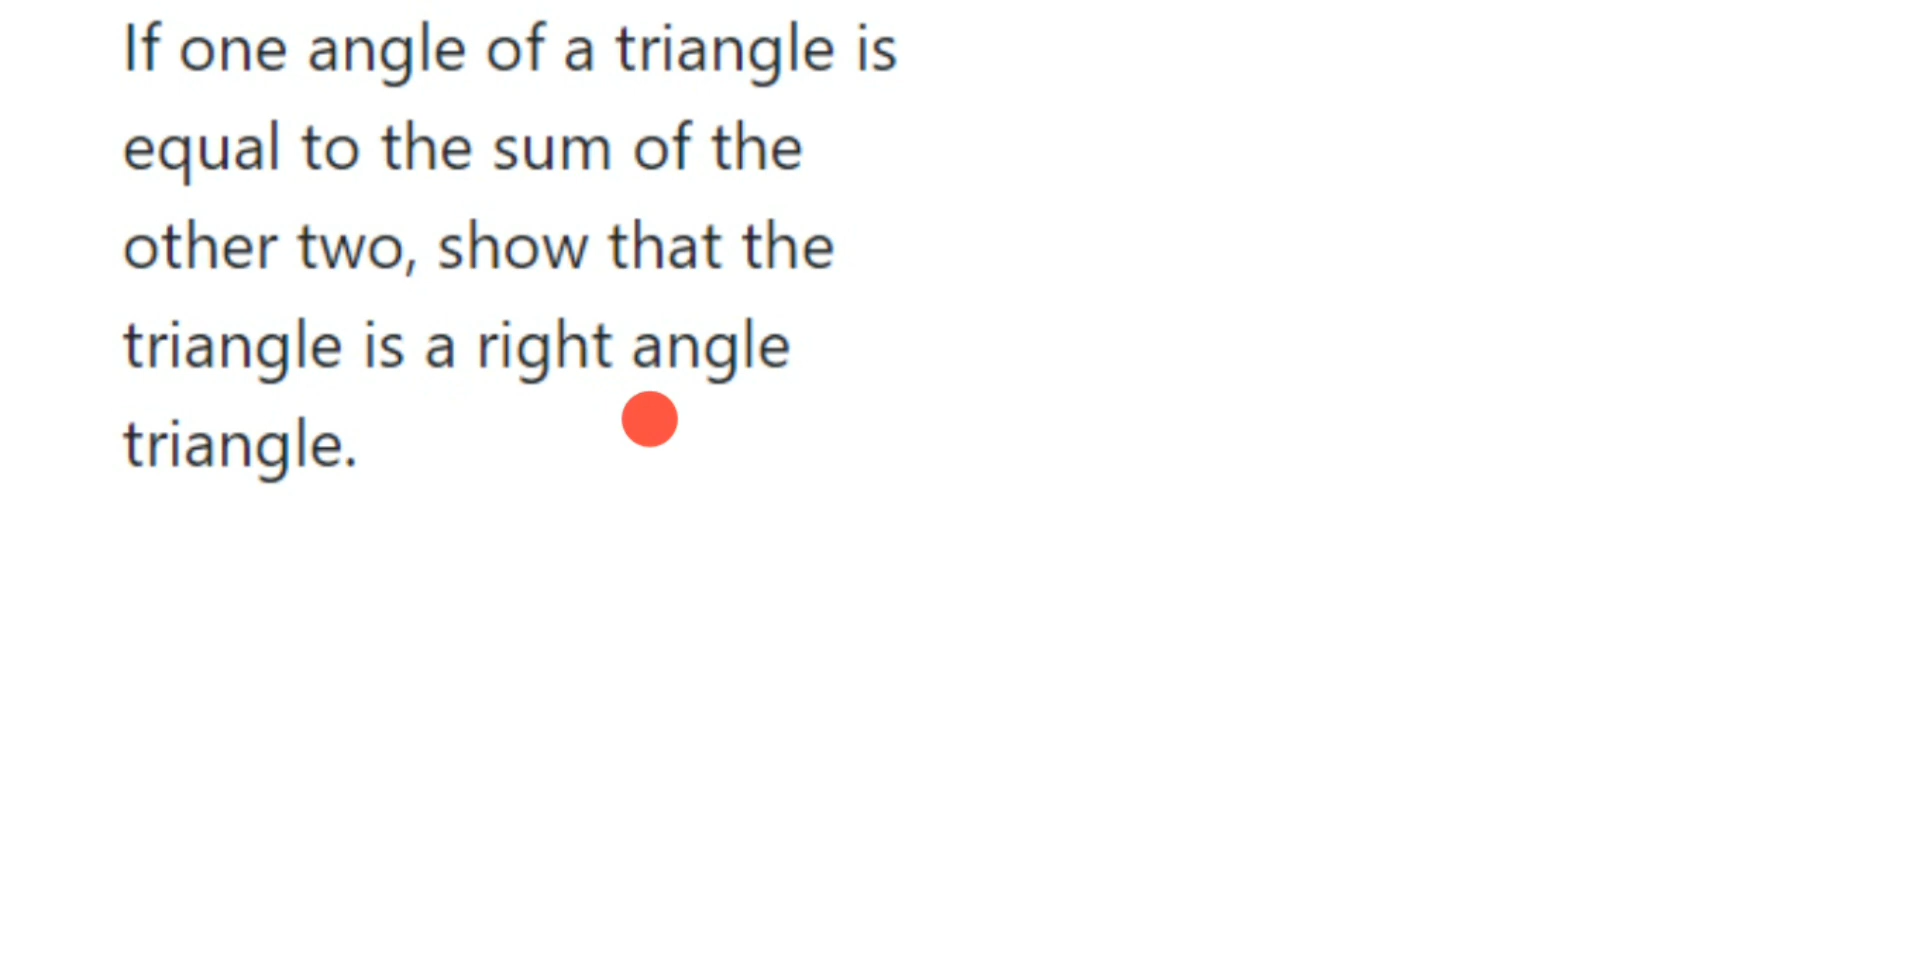 If one angle of a triangle is
equal to the sum of the
other two, show that the
triangle is a right angle
triangle.